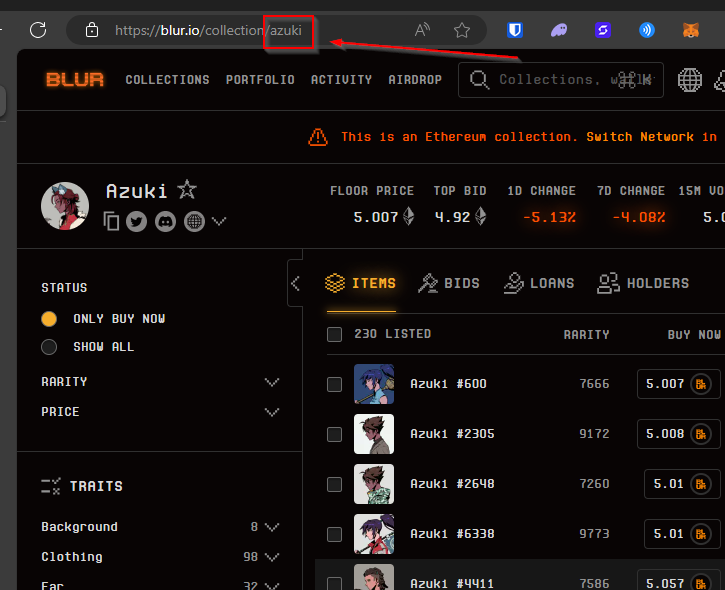 https://blur.io/collection/azuki
BLUR COLLECTIONS PORTFOLIO ACTIVITY AIRDROP Collections, K
This is an Ethereum collection. Switch Network in
Azuki
FLOOR PRICE TOP BID 1D CHANGE 7D CHANGE 15M VO
5.007 4.92 -5.13% -4.08% 5.0
STATUS
ONLY BUY NOW
SHOW ALL
RARITY
PRICE
TRAITS
Background 8
Clothing 98
Ear 32
ITEMS BIDS LOANS HOLDERS
230 LISTED RARITY BUY NOW
Azuki #600 7666 5.007
Azuki #2305 9172 5.008
Azuki #2648 7260 5.01
Azuki #6338 9773 5.01
Azuki #4411 7586 5.057